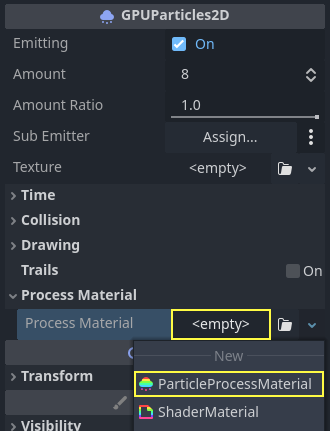 GPUParticles2D
Emitting On
Amount 8
Amount Ratio 1.0
Sub Emitter Assign...
Texture <empty>
Time
Collision
Drawing
Trails On
Process Material
Process Material <empty>
New
Transform ParticleProcessMaterial
ShaderMaterial
Visibility